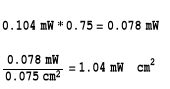 0.104 mW * 0.75 = 0.078 mW
0.078 mW
0.075 cm² = 1.04 mW cm²